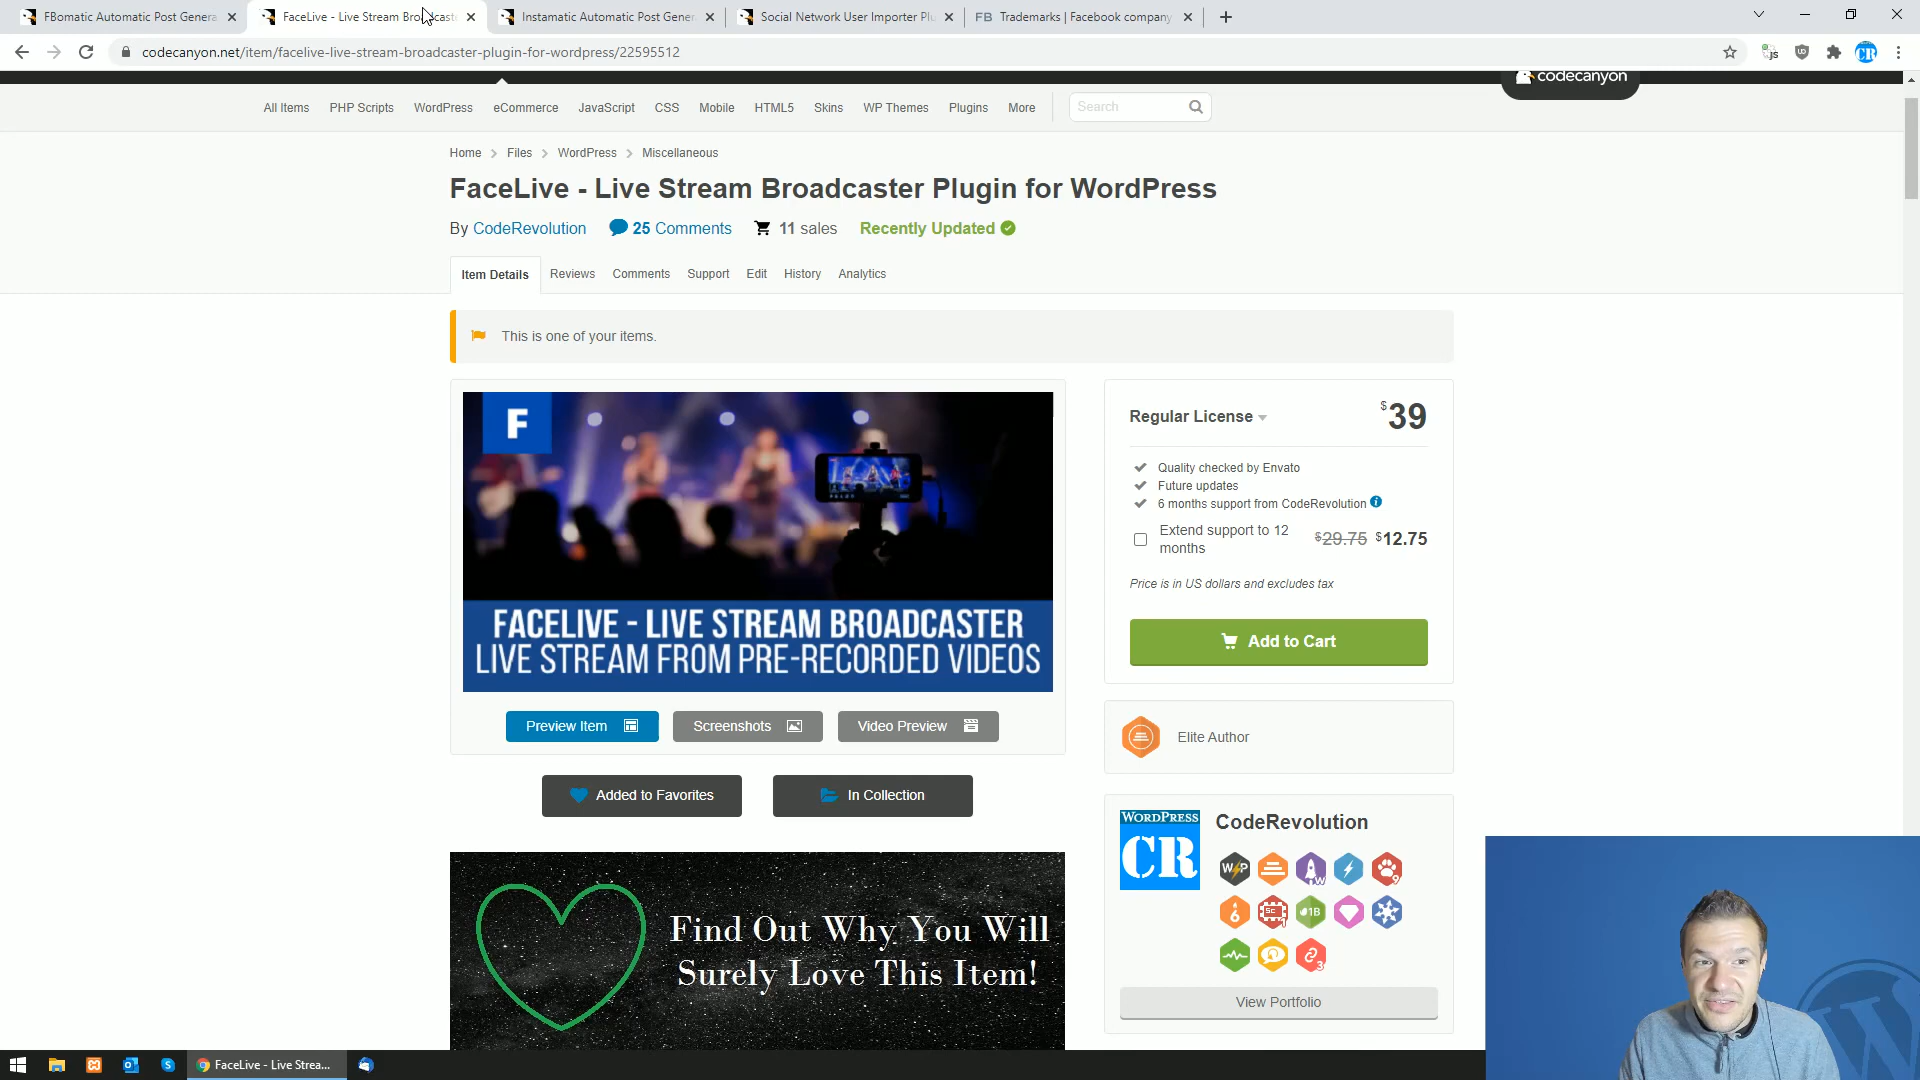 FBomatic Automatic Post Genera
FaceLive - Live Stream Broadcaste
Instamatic Automatic Post Gener
Social Network User Importer Plu
FB Trademarks | Facebook company
codecanyon.net/item/facelive-live-stream-broadcaster-plugin-for-wordpress/22595512
codecanyon
All Items PHP Scripts WordPress eCommerce JavaScript CSS Mobile HTML5 Skins WP Themes Plugins More Search
Home > Files > WordPress > Miscellaneous
FaceLive - Live Stream Broadcaster Plugin for WordPress
By CodeRevolution 25 Comments 11 sales Recently Updated
Item Details Reviews Comments Support Edit History Analytics
This is one of your items.
F
FACELIVE - LIVE STREAM BROADCASTER
LIVE STREAM FROM PRE-RECORDED VIDEOS
Preview Item Screenshots Video Preview
Added to Favorites In Collection
Find Out Why You Will
Surely Love This Item!
Regular License $39
Quality checked by Envato
Future updates
6 months support from CodeRevolution
Extend support to 12
months
$29.75 $12.75
Price is in US dollars and excludes tax
Add to Cart
Elite Author
WORDPRESS
CR
CodeRevolution
View Portfolio
FaceLive - Live Strea...